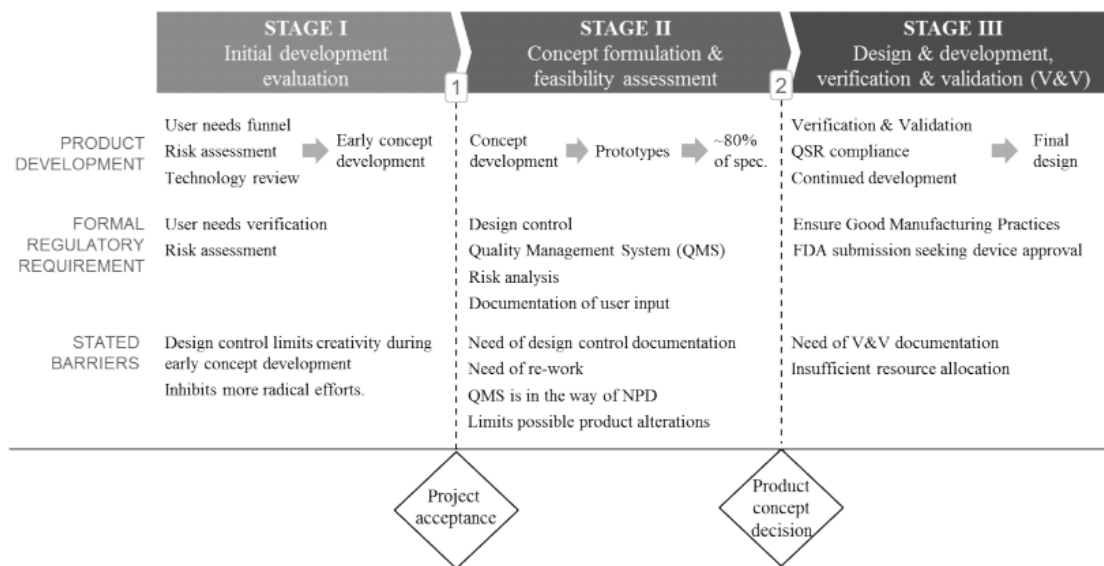 STAGE I
Initial development
evaluation
STAGE II
Concept formulation &
feasibility assessment
STAGE III
Design & development,
verification & validation (V&V)
1
2
PRODUCT
DEVELOPMENT
User needs funnel
Risk assessment
Technology review
Early concept
development
Concept
development
Prototypes
~80%
of spec.
Verification & Validation
QSR compliance
Continued development
Final
design
FORMAL
REGULATORY
REQUIREMENT
User needs verification
Risk assessment
Design control
Quality Management System (QMS)
Risk analysis
Documentation of user input
Ensure Good Manufacturing Practices
FDA submission seeking device approval
STATED
BARRIERS
Design control limits creativity during
early concept development
Inhibits more radical efforts.
Need of design control documentation
Need of re-work
QMS is in the way of NPD
Limits possible product alterations
Need of V&V documentation
Insufficient resource allocation
Project
acceptance
Product
concept
decision